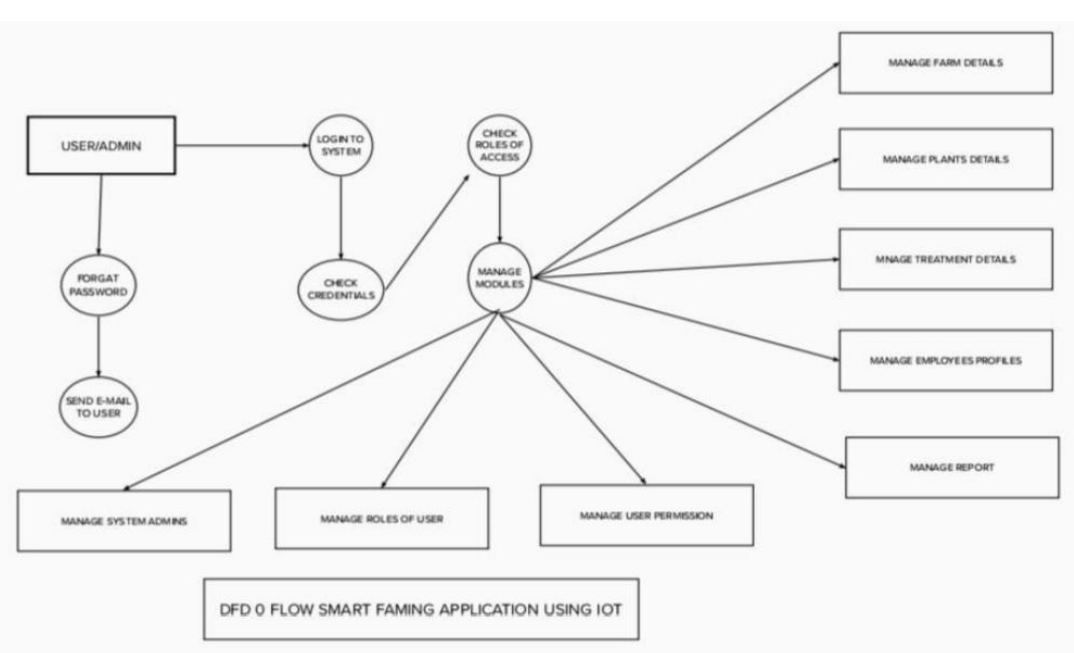 MANAGE FARM DETAILS
USER/ADMIN
LOGIN TO
SYSTEM
CHECK
ROLES OF
ACCESS
MANAGE PLANTS DETAILS
FORGAT
PASSWORD
CHECK
CREDENTIALS
MANAGE
MODULES
MNAGE TREATMENT DETAILS
MANAGE EMPLOYEES PROFILES
SEND E-MAIL
TO USER
MANAGE REPORT
MANAGE SYSTEM ADMINS
MANAGE ROLES OF USER
MANAGE USER PERMISSION
DFD 0 FLOW SMART FAMING APPLICATION USING IOT